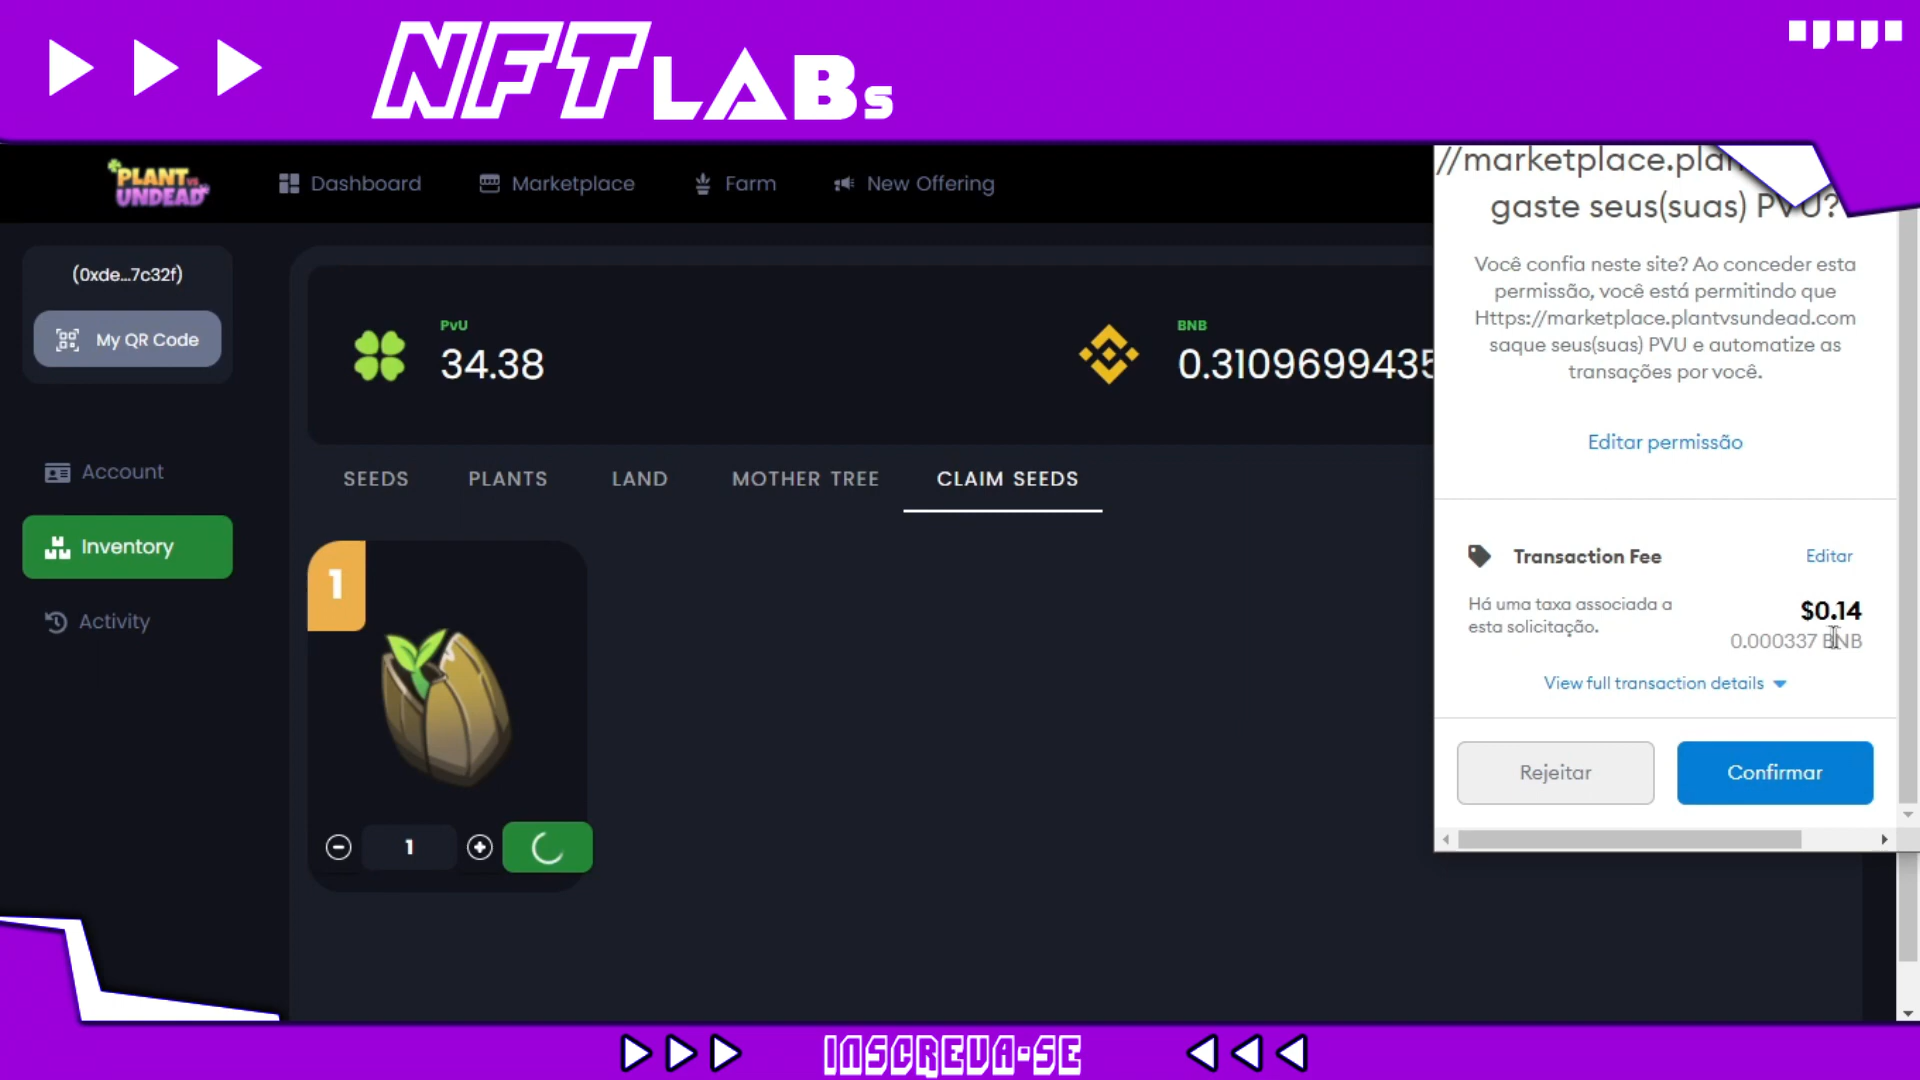 NFT LABs
PLANT vs UNDEAD
Dashboard
Marketplace
Farm
New Offering
(0xde...7c32f)
My QR Code
Account
Inventory
Activity
PvU
34.38
BNB
0.3109699435
SEEDS
PLANTS
LAND
MOTHER TREE
CLAIM SEEDS
1
1
//marketplace.plan
gaste seus(suas) PVU?
Você confia neste site? Ao conceder esta
permissão, você está permitindo que
Https://marketplace.plantvsundead.com
saque seus(suas) PVU e automatize as
transações por você.
Editar permissão
Transaction Fee
Editar
Há uma taxa associada a
esta solicitação.
$0.14
0.000337 BNB
View full transaction details
Rejeitar
Confirmar
INSCREVA-SE